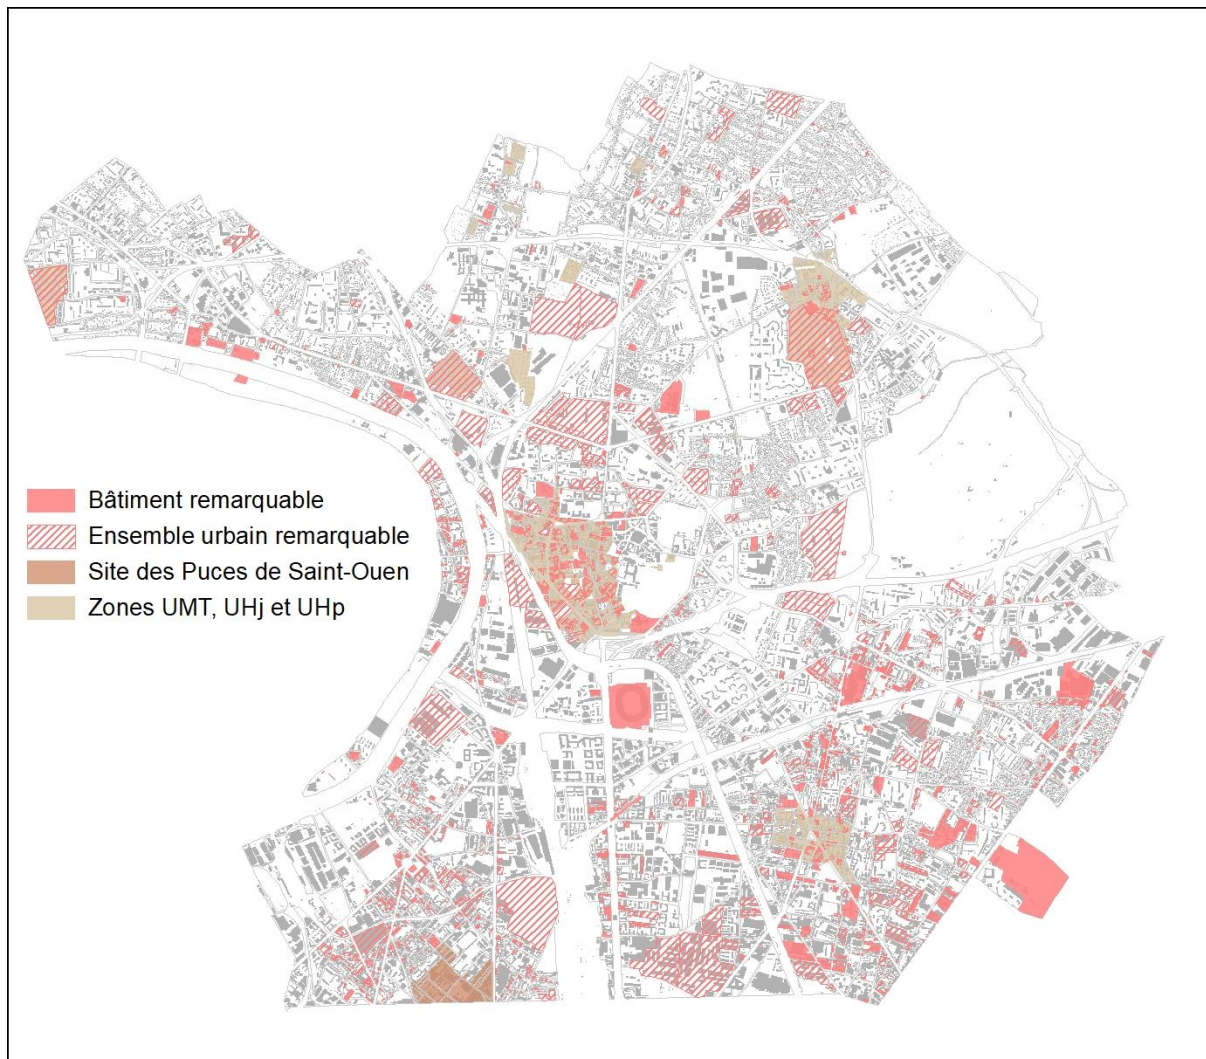 Bâtiment remarquable
Ensemble urbain remarquable
Site des Puces de Saint-Ouen
Zones UMT, UHj et UHp